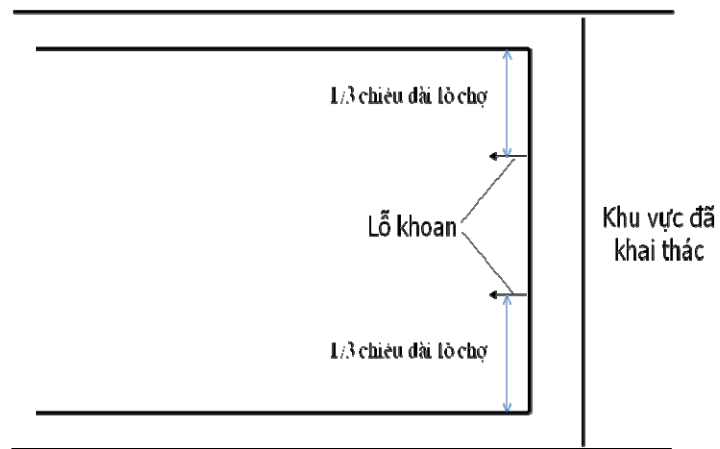 1/3 chiều dài lò chợ
Lỗ khoan
Khu vực đã
khai thác
1/3 chiều dài lò chợ